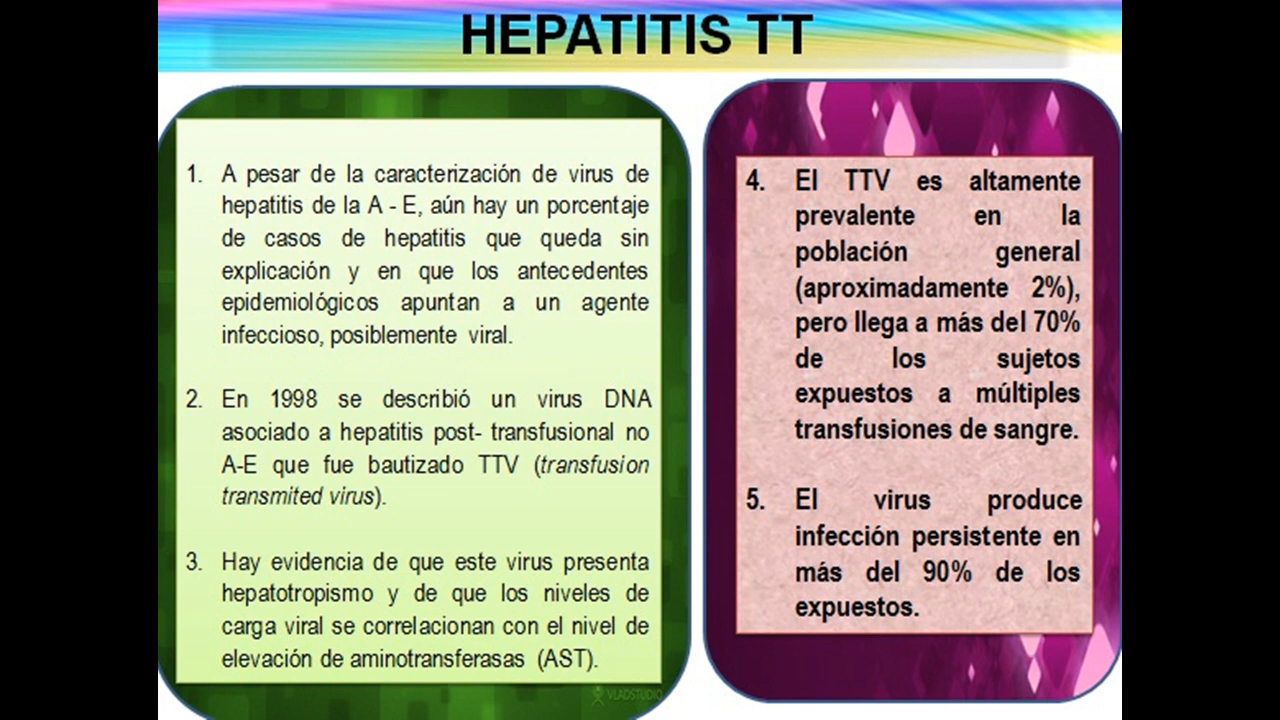 HEPATITIS TT
1. A pesar de la caracterización de virus de
hepatitis de la A - E, aún hay un porcentaje
de casos de hepatitis que queda sin
explicación y en que los antecedentes
epidemiológicos apuntan a un agente
infeccioso, posiblemente viral.
2. En 1998 se describió un virus DNA
asociado a hepatitis post- transfusional no
A-E que fue bautizado TTV (transfusion
transmited virus).
3. Hay evidencia de que este virus presenta
hepatotropismo y de que los niveles de
carga viral se correlacionan con el nivel de
elevación de aminotransferasas (AST).
VLADSTUDIO
4. El TTV es altamente
prevalente en la
población general
(aproximadamente 2%),
pero llega a más del 70%
de los sujetos
expuestos a múltiples
transfusiones de sangre.
5. El virus produce
infección persistente en
más del 90% de los
expuestos.